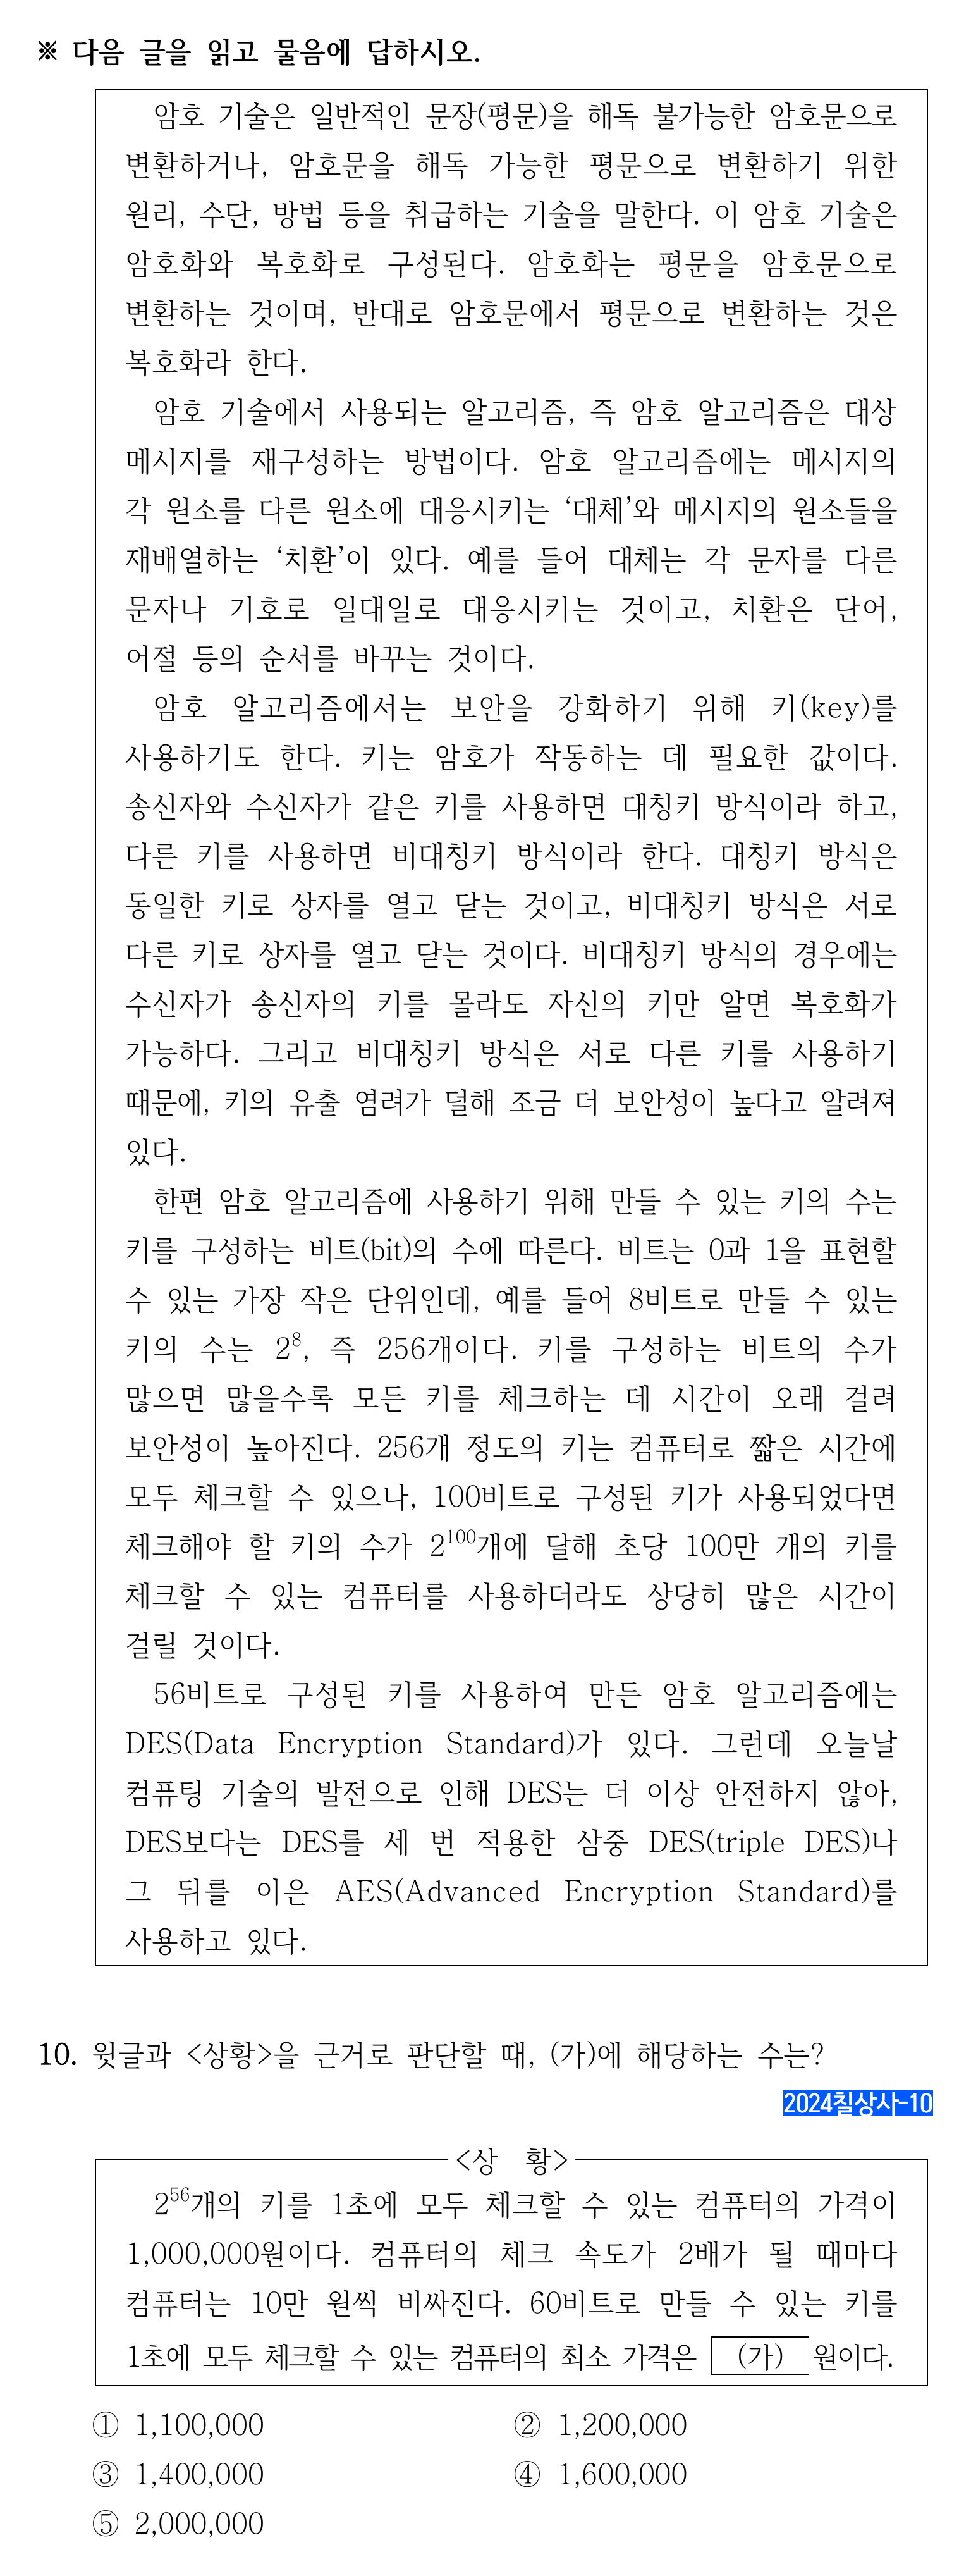 ※ 다음 글을 읽고 물음에 답하시오.
암호 기술은 일반적인 문장(평문)을 해독 불가능한 암호문으로
변환하거나, 암호문을 해독 가능한 평문으로 변환하기 위한
원리, 수단, 방법 등을 취급하는 기술을 말한다. 이 암호 기술은
암호화와 복호화로 구성된다. 암호화는 평문을 암호문으로
변환하는 것이며, 반대로 암호문에서 평문으로 변환하는 것은
복호화라 한다.
암호 기술에서 사용되는 알고리즘, 즉 암호 알고리즘은 대상
메시지를 재구성하는 방법이다. 암호 알고리즘에는 메시지의
각 원소를 다른 원소에 대응시키는 ‘대체’와 메시지의 원소들을
재배열하는 ‘치환’이 있다. 예를 들어 대체는 각 문자를 다른
문자나 기호로 일대일로 대응시키는 것이고, 치환은 단어,
어절 등의 순서를 바꾸는 것이다.
암호 알고리즘에서는 보안을 강화하기 위해 키(key)를
사용하기도 한다. 키는 암호가 작동하는 데 필요한 값이다.
송신자와 수신자가 같은 키를 사용하면 대칭키 방식이라 하고,
다른 키를 사용하면 비대칭키 방식이라 한다. 대칭키 방식은
동일한 키로 상자를 열고 닫는 것이고, 비대칭키 방식은 서로
다른 키로 상자를 열고 닫는 것이다. 비대칭키 방식의 경우에는
수신자가 송신자의 키를 몰라도 자신의 키만 알면 복호화가
가능하다. 그리고 비대칭키 방식은 서로 다른 키를 사용하기
때문에, 키의 유출 염려가 덜해 조금 더 보안성이 높다고 알려져
있다.
한편 암호 알고리즘에 사용하기 위해 만들 수 있는 키의 수는
키를 구성하는 비트(bit)의 수에 따른다. 비트는 0과 1을 표현할
수 있는 가장 작은 단위인데, 예를 들어 8비트로 만들 수 있는
키의 수는 2⁸, 즉 256개이다. 키를 구성하는 비트의 수가
많으면 많을수록 모든 키를 체크하는 데 시간이 오래 걸려
보안성이 높아진다. 256개 정도의 키는 컴퓨터로 짧은 시간에
모두 체크할 수 있으나, 100비트로 구성된 키가 사용되었다면
체크해야 할 키의 수가 2¹⁰⁰개에 달해 초당 100만 개의 키를
체크할 수 있는 컴퓨터를 사용하더라도 상당히 많은 시간이
걸릴 것이다.
56비트로 구성된 키를 사용하여 만든 암호 알고리즘에는
DES(Data Encryption Standard)가 있다. 그런데 오늘날
컴퓨팅 기술의 발전으로 인해 DES는 더 이상 안전하지 않아,
DES보다는 DES를 세 번 적용한 삼중 DES(triple DES)나
그 뒤를 이은 AES(Advanced Encryption Standard)를
사용하고 있다.
10. 윗글과 <상황>을 근거로 판단할 때, (가)에 해당하는 수는?
2024칠상사-10
<상 황>
2⁵⁶개의 키를 1초에 모두 체크할 수 있는 컴퓨터의 가격이
1,000,000원이다. 컴퓨터의 체크 속도가 2배가 될 때마다
컴퓨터는 10만 원씩 비싸진다. 60비트로 만들 수 있는 키를
1초에 모두 체크할 수 있는 컴퓨터의 최소 가격은 (가) 원이다.
① 1,100,000 ② 1,200,000
③ 1,400,000 ④ 1,600,000
⑤ 2,000,000